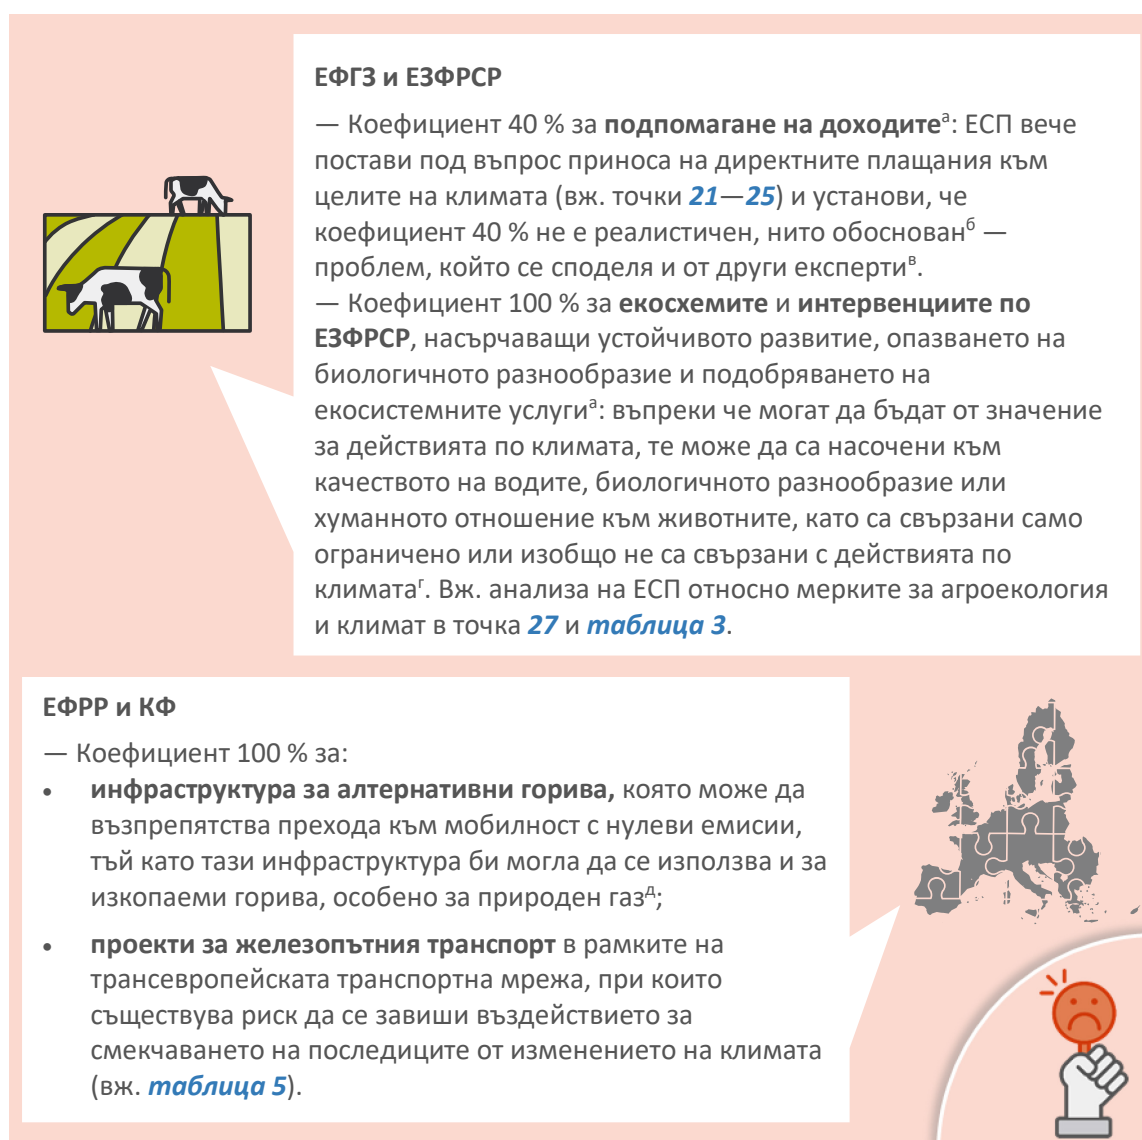 ЕФГЗ и ЕЗФРСР
— Коефициент 40 % за подпомагане на доходитеᵃ: ЕСП вече
постави под въпрос приноса на директните плащания към
целите на климата (вж. точки 21—25) и установи, че
коефициент 40 % не е реалистичен, нито обоснованб —
проблем, който се споделя и от други експертив.
— Коефициент 100 % за екосхемите и интервенциите по
ЕЗФРСР, насърчаващи устойчивото развитие, опазването на
биологичното разнообразие и подобряването на
екосистемните услугиᵃ: въпреки че могат да бъдат от значение
за действията по климата, те може да са насочени към
качеството на водите, биологичното разнообразие или
хуманното отношение към животните, като са свързани само
ограничено или изобщо не са свързани с действията по
климатаг. Вж. анализа на ЕСП относно мерките за агроекология
и климат в точка 27 и таблица 3.
ЕФРР и КФ
— Коефициент 100 % за:
• инфраструктура за алтернативни горива, която може да
възпрепятства прехода към мобилност с нулеви емисии,
тъй като тази инфраструктура би могла да се използва и за
изкопаеми горива, особено за природен газд;
• проекти за железопътния транспорт в рамките на
трансевропейската транспортна мрежа, при които
съществува риск да се завиши въздействието за
смекчаването на последиците от изменението на климата
(вж. таблица 5).